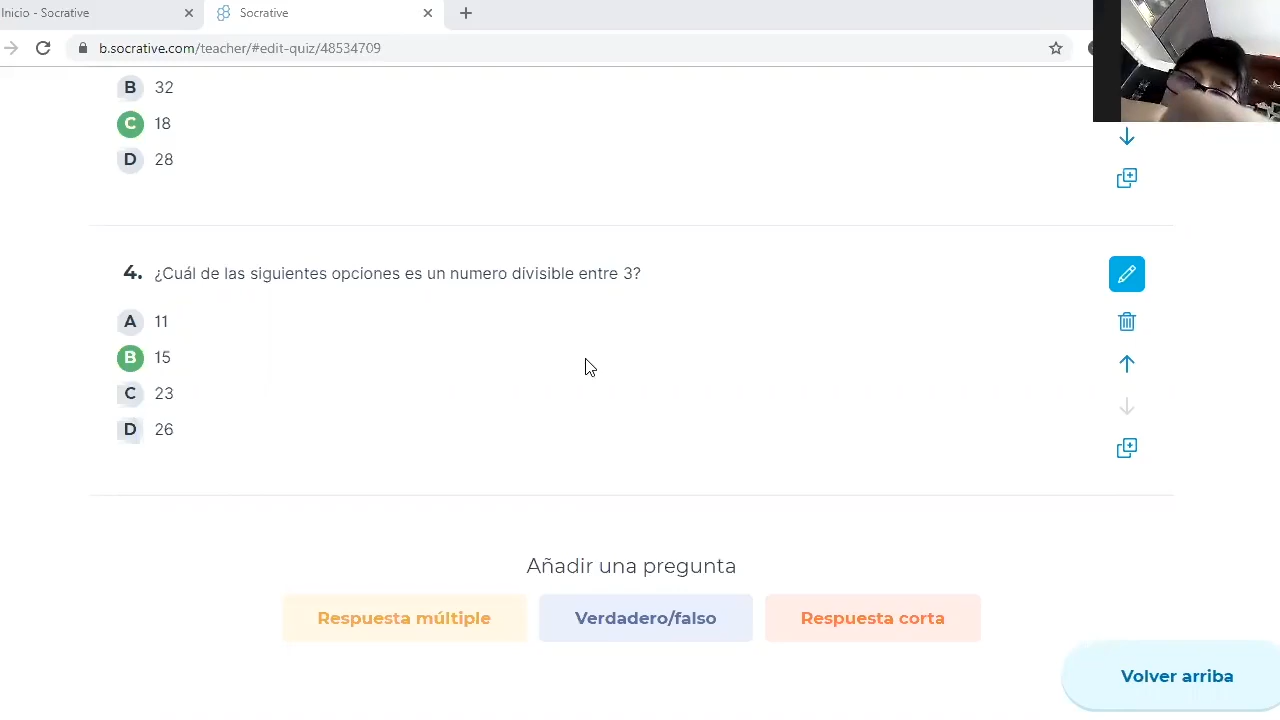 Inicio - Socrative
Socrative
b.socrative.com/teacher/#edit-quiz/48534709
B 32
C 18
D 28
4. ¿Cuál de las siguientes opciones es un numero divisible entre 3?
A 11
B 15
C 23
D 26
Añadir una pregunta
Respuesta múltiple
Verdadero/falso
Respuesta corta
Volver arriba